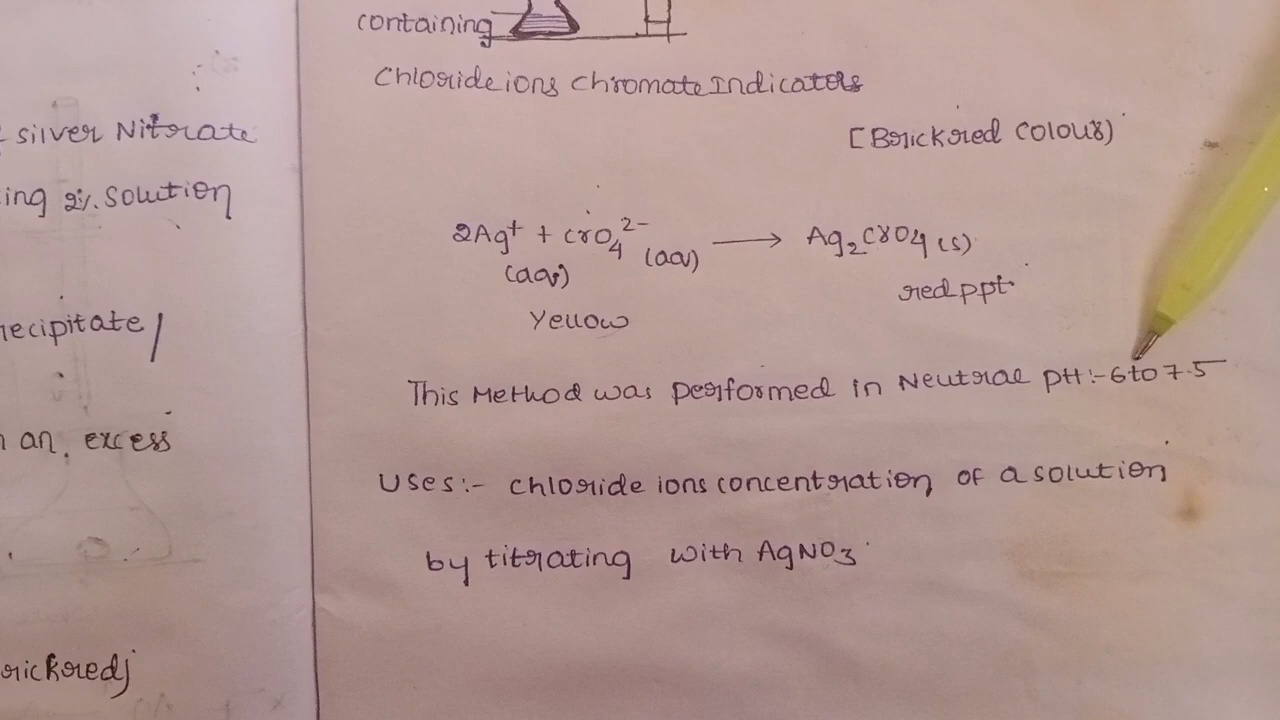 silver Nitrate
ing 2%. Solution
recipitate/
an. excess
rickred]
containing
Chloride ions Chromate Indicators
[Brickred Colour)
2Ag⁺ + CrO₄²⁻ (aq) ⟶ Ag₂CrO₄ (s)
(aq)
red ppt
Yellow
This Method was performed in Neutral pH:-6 to 7.5
Uses:- Chloride ions concentration of a solution
by titrating with AgNO₃